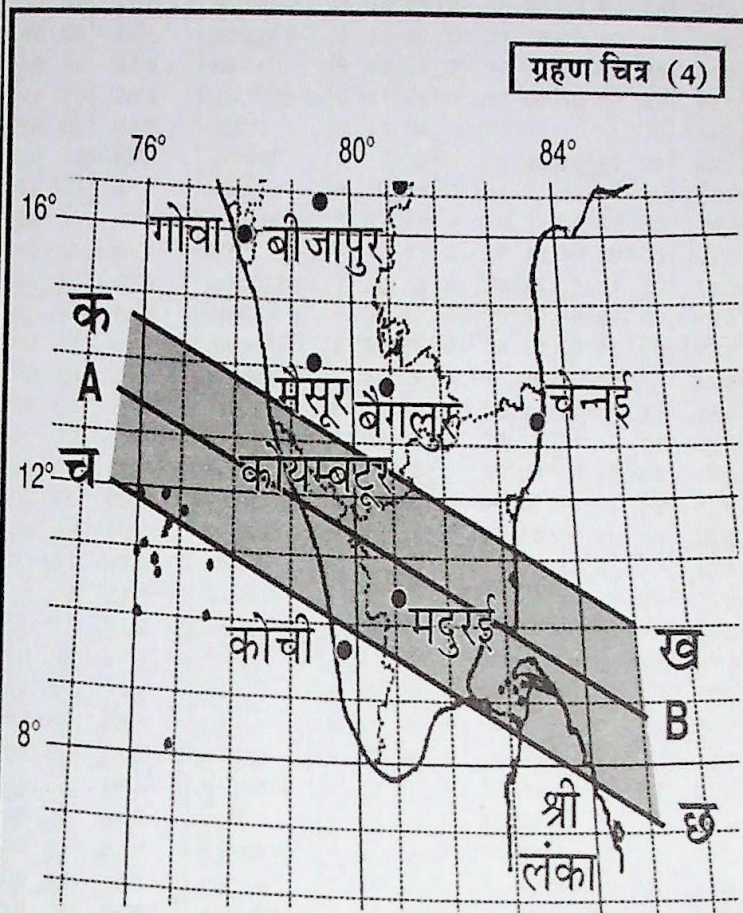 ग्रहण चित्र (4)
76° 80° 84°
16°
गोवा बीजापुर
क
मैसूर बैंगलुरु चेन्नई
A
12° च कोयम्बटूर
कोची मदुरई ख
B
8°
श्री छ
लंका